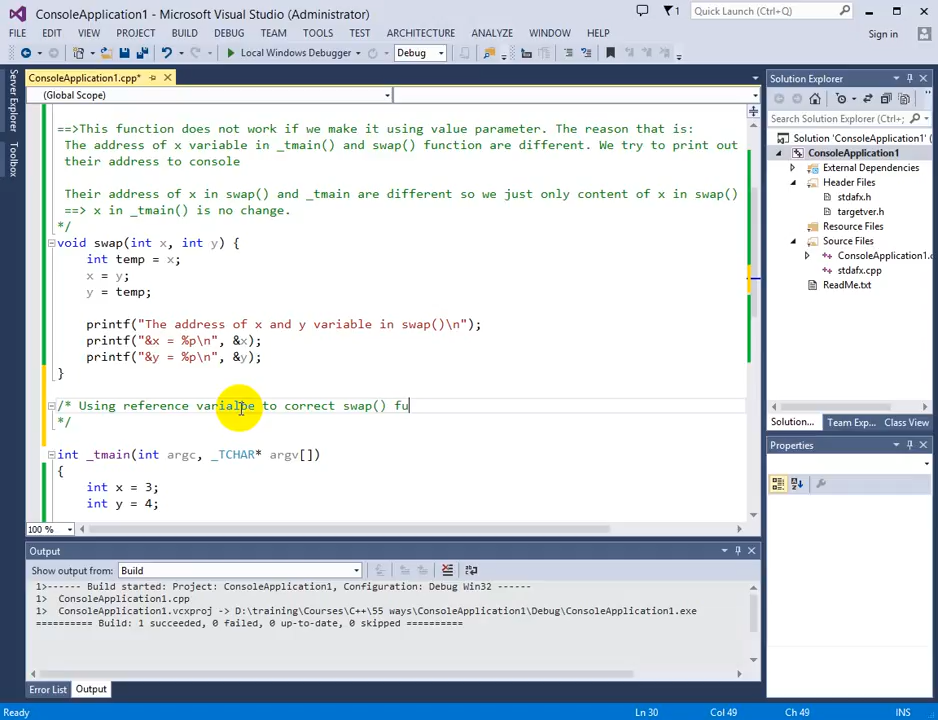 ConsoleApplication1 - Microsoft Visual Studio (Administrator)
1
Quick Launch (Ctrl+Q)
FILE EDIT VIEW PROJECT BUILD DEBUG TEAM TOOLS TEST ARCHITECTURE ANALYZE WINDOW HELP
Sign in
Local Windows Debugger
Debug
Server Explorer
Toolbox
ConsoleApplication1.cpp*
(Global Scope)
==>This function does not work if we make it using value parameter. The reason that is:
The address of x variable in _tmain() and swap() function are different. We try to print out
their address to console
Their address of x in swap() and _tmain are different so we just only content of x in swap()
==> x in _tmain() is no change.
*/
void swap(int x, int y) {
int temp = x;
x = y;
y = temp;
printf("The address of x and y variable in swap()\n");
printf("&x = %p\n", &x);
printf("&y = %p\n", &y);
}
/* Using reference varialbe to correct swap() fu
*/
int _tmain(int argc, _TCHAR* argv[])
{
int x = 3;
int y = 4;
100 %
Solution Explorer
Search Solution Explorer (Ctrl+;)
Solution 'ConsoleApplication1' (
ConsoleApplication1
External Dependencies
Header Files
stdafx.h
targetver.h
Resource Files
Source Files
ConsoleApplication1.c
stdafx.cpp
ReadMe.txt
Solution... Team Exp... Class View
Properties
Output
Show output from: Build
1>------ Build started: Project: ConsoleApplication1, Configuration: Debug Win32 ------
1> ConsoleApplication1.cpp
1> ConsoleApplication1.vcxproj -> D:\training\Courses\C++\55 ways\ConsoleApplication1\Debug\ConsoleApplication1.exe
========== Build: 1 succeeded, 0 failed, 0 up-to-date, 0 skipped ==========
Error List Output
Ready
Ln 30 Col 49 Ch 49 INS